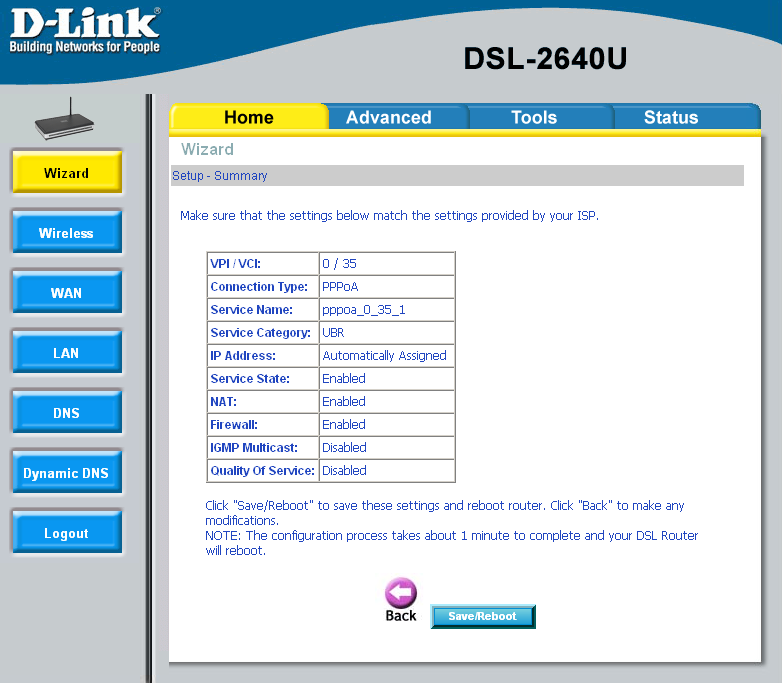 D-Link®
Building Networks for People
DSL-2640U
Home Advanced Tools Status
Wizard
Wireless
WAN
LAN
DNS
Dynamic DNS
Logout
Wizard
Setup - Summary
Make sure that the settings below match the settings provided by your ISP.
VPI / VCI: 0 / 35
Connection Type: PPPoA
Service Name: pppoa_0_35_1
Service Category: UBR
IP Address: Automatically Assigned
Service State: Enabled
NAT: Enabled
Firewall: Enabled
IGMP Multicast: Disabled
Quality Of Service: Disabled
Click "Save/Reboot" to save these settings and reboot router. Click "Back" to make any
modifications.
NOTE: The configuration process takes about 1 minute to complete and your DSL Router
will reboot.
Back
Save/Reboot